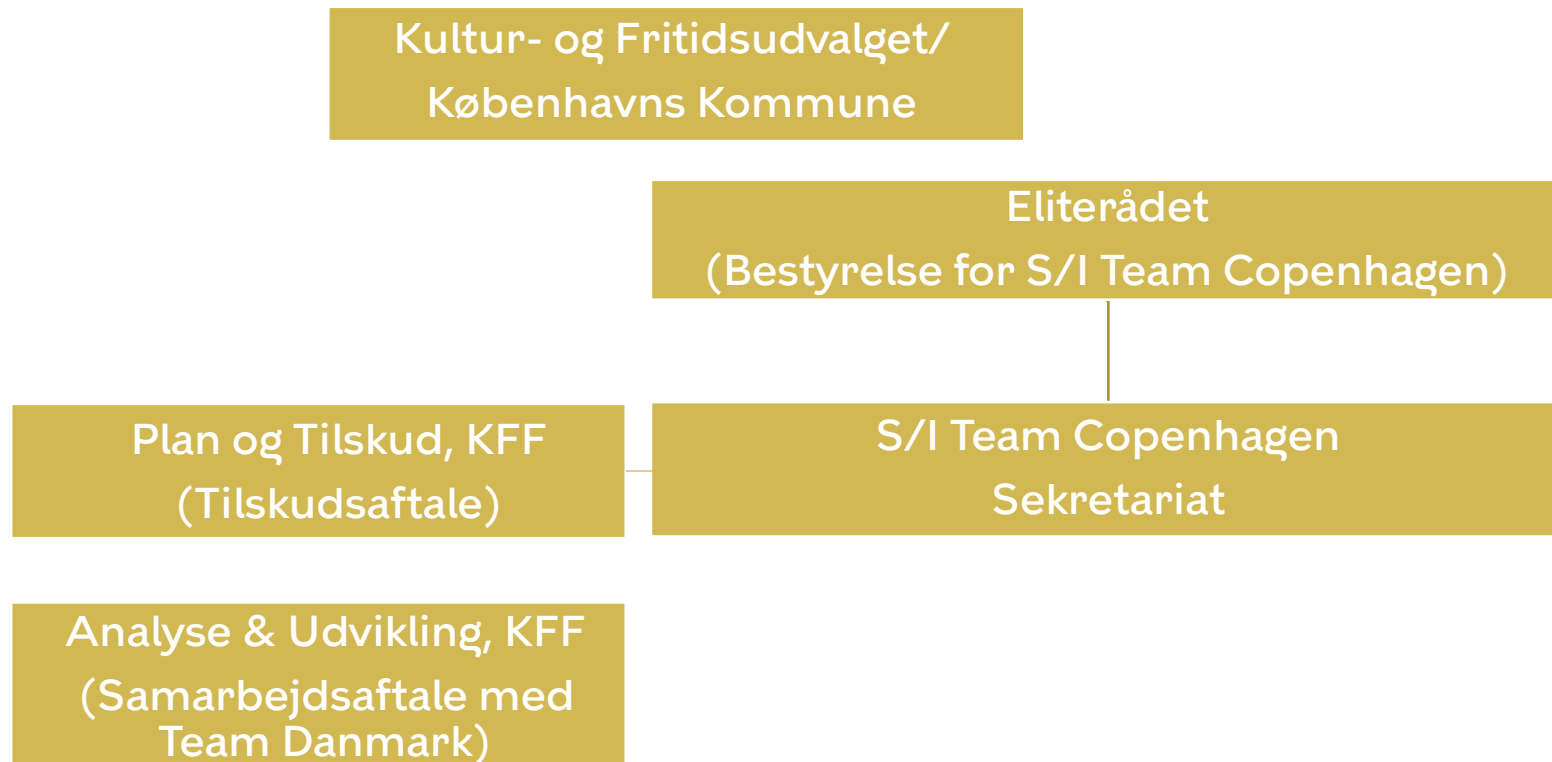 Kultur- og Fritidsudvalget/
Københavns Kommune
Eliterådet
(Bestyrelse for S/I Team Copenhagen)
Plan og Tilskud, KFF
(Tilskudsaftale)
S/I Team Copenhagen
Sekretariat
Analyse & Udvikling, KFF
(Samarbejdsaftale med
Team Danmark)